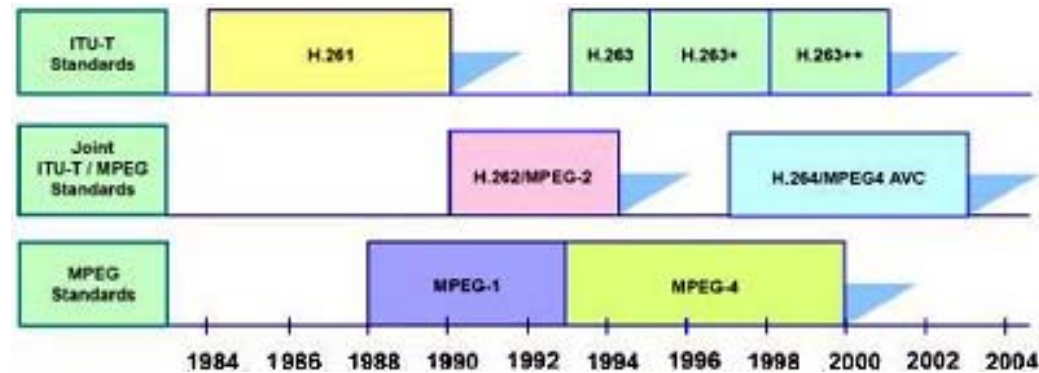 ITU-T
Standards
H.261
H.263
H.263+
H.263++
Joint
ITU-T / MPEG
Standards
H.262/MPEG-2
H.264/MPEG4 AVC
MPEG
Standards
MPEG-1
MPEG-4
1984 1986 1988 1990 1992 1994 1996 1998 2000 2002 2004